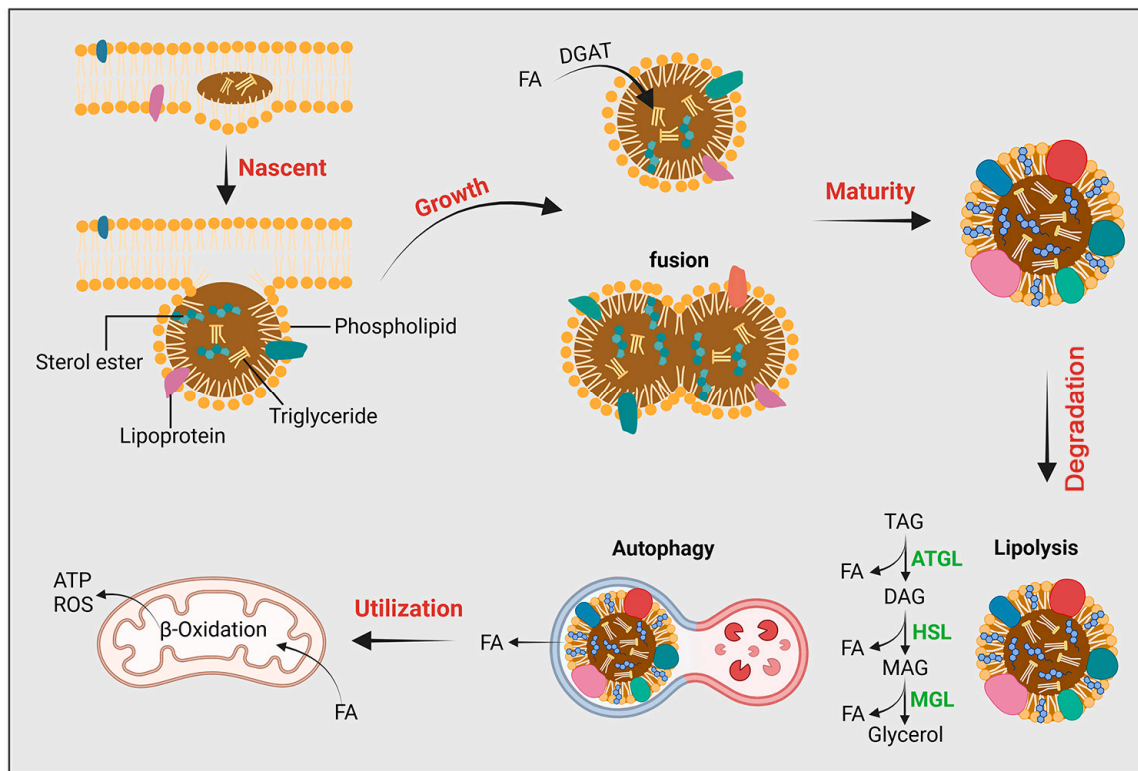 Nascent
Sterol ester
Phospholipid
Lipoprotein
Triglyceride
Growth
FA
DGAT
fusion
Maturity
Degradation
Lipolysis
TAG
FA
ATGL
DAG
FA
HSL
MAG
FA
MGL
Glycerol
Autophagy
FA
Utilization
ATP
ROS
β-Oxidation
FA